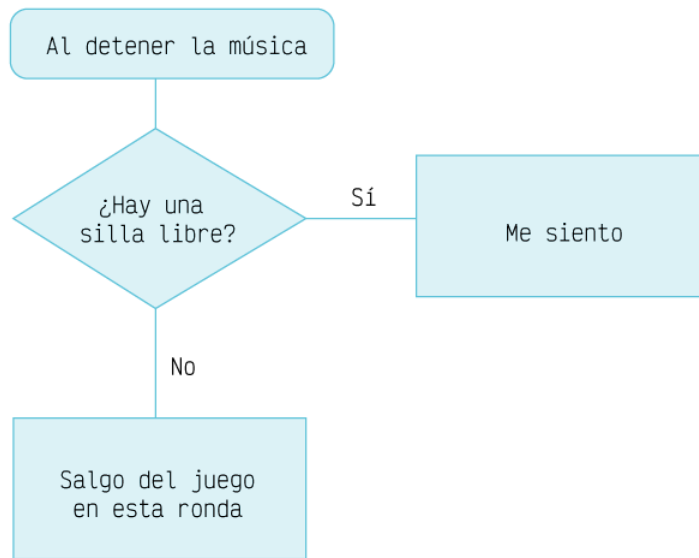 Al detener la música
¿Hay una
silla libre?
Sí
Me siento
No
Salgo del juego
en esta ronda